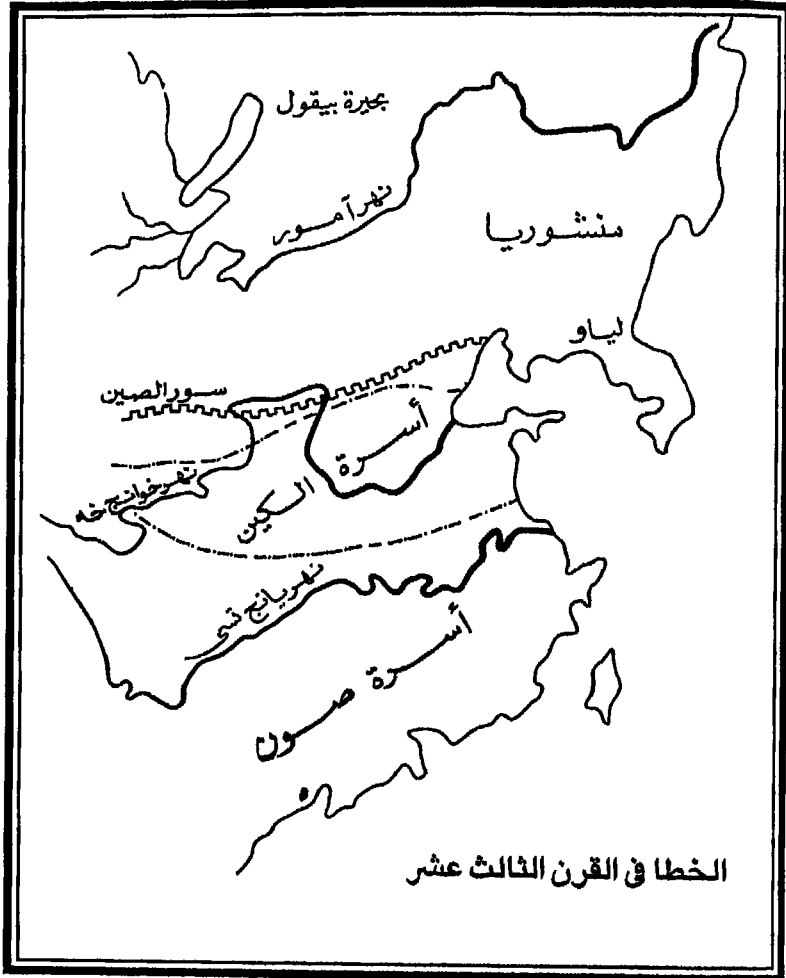 بحيرة بيقول
نهر آمور
منشوريا
لياو
سور الصين
أسرة الكين
نهر خوانج خه
نهر يانج تسى
أسرة صون
الخطا فى القرن الثالث عشر